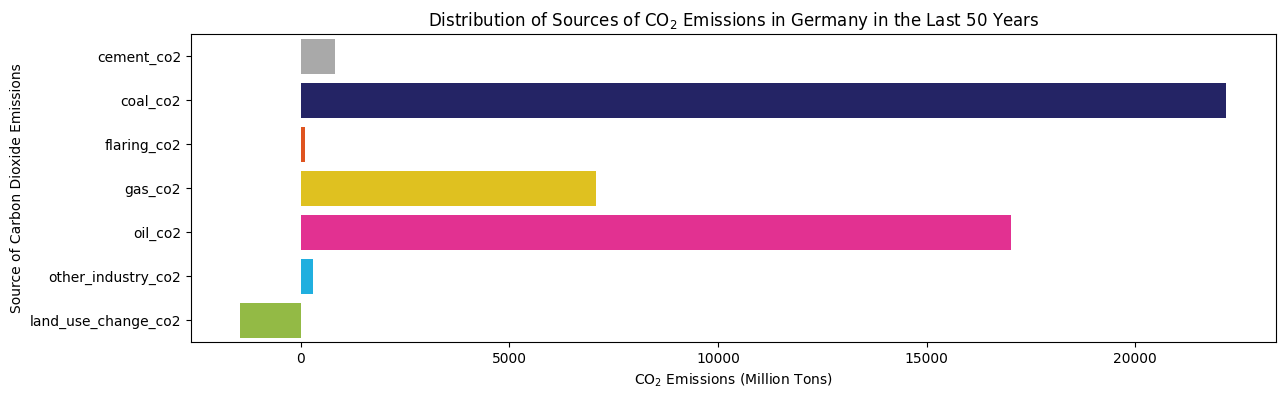 Distribution of Sources of CO₂ Emissions in Germany in the Last 50 Years
Source of Carbon Dioxide Emissions
cement_co2
coal_co2
flaring_co2
gas_co2
oil_co2
other_industry_co2
land_use_change_co2
0 5000 10000 15000 20000
CO₂ Emissions (Million Tons)